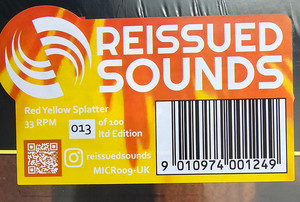 REISSUED
SOUNDS
Red Yellow Splatter
33 RPM 013 of 100
ltd Edition
reissuedsounds
MICR009-UK
9 010974 001249